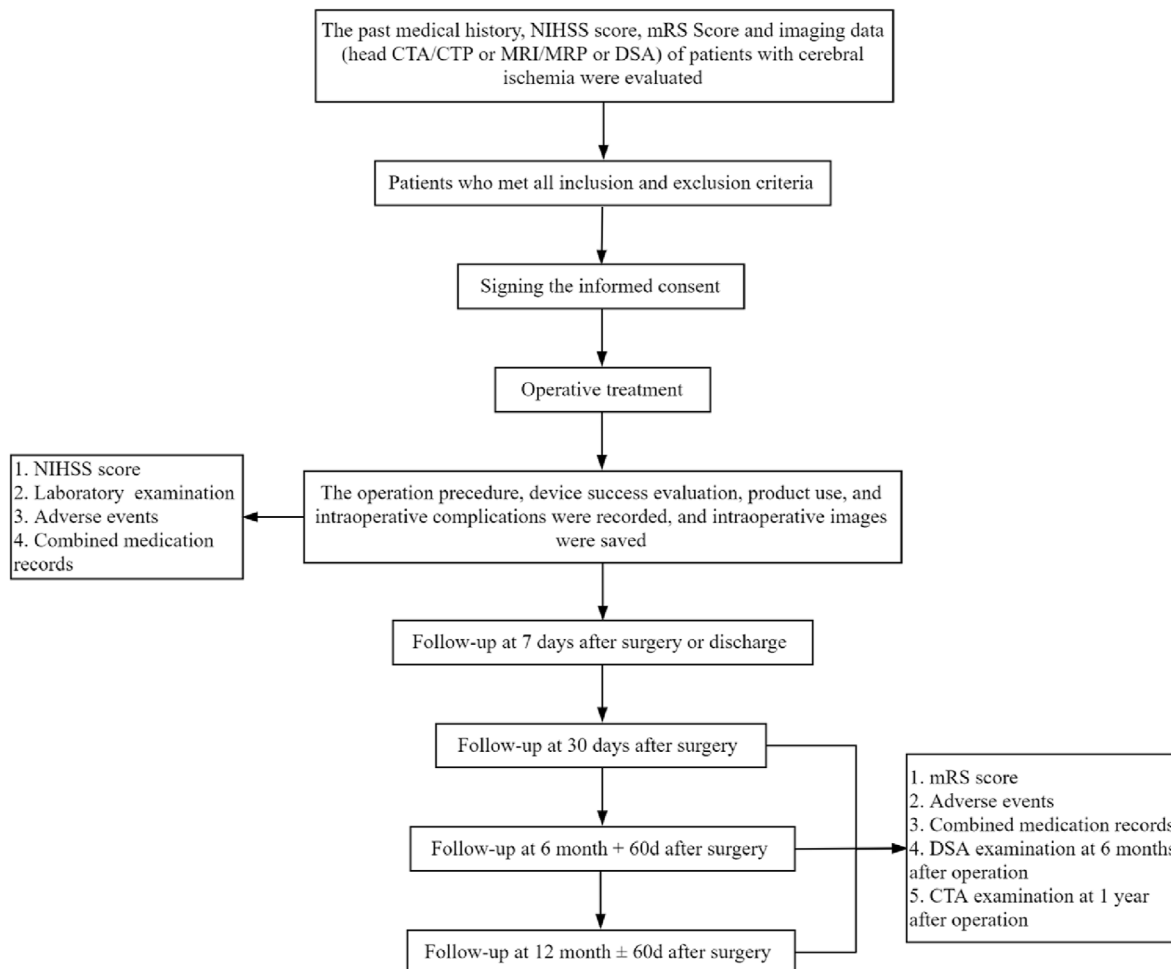 The past medical history, NIHSS score, mRS Score and imaging data
(head CTA/CTP or MRI/MRP or DSA) of patients with cerebral
ischemia were evaluated
Patients who met all inclusion and exclusion criteria
Signing the informed consent
Operative treatment
1. NIHSS score
2. Laboratory examination
3. Adverse events
4. Combined medication
records
The operation precedure, device success evaluation, product use, and
intraoperative complications were recorded, and intraoperative images
were saved
Follow-up at 7 days after surgery or discharge
Follow-up at 30 days after surgery
Follow-up at 6 month + 60d after surgery
Follow-up at 12 month ± 60d after surgery
1. mRS score
2. Adverse events
3. Combined medication records
4. DSA examination at 6 months
after operation
5. CTA examination at 1 year
after operation